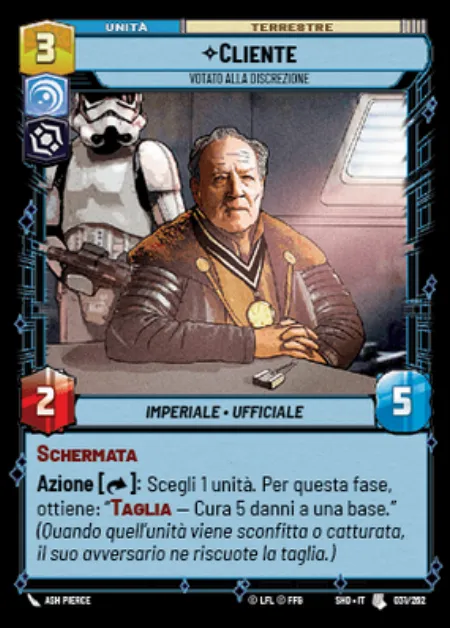 3
UNITÀ
TERRESTRE
CLIENTE
VOTATO ALLA DISCREZIONE
2
IMPERIALE • UFFICIALE
5
SCHERMATA
Azione [ ]: Scegli 1 unità. Per questa fase,
ottiene: “TAGLIA — Cura 5 danni a una base.”
(Quando quell'unità viene sconfitta o catturata,
il suo avversario ne riscuote la taglia.)
ASH PIERCE
© LFL ℗ FFG
SHD • IT
031/262